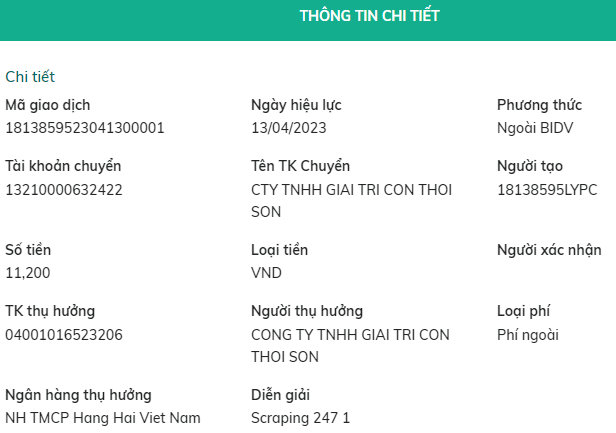 THÔNG TIN CHI TIẾT
Chi tiết
Mã giao dịch Ngày hiệu lực Phương thức
1813859523041300001 13/04/2023 Ngoài BIDV
Tài khoản chuyển Tên TK Chuyển Người tạo
13210000632422 CTY TNHH GIAI TRI CON THOI 18138595LYPC
SON
Số tiền Loại tiền Người xác nhận
11,200 VND
TK thụ hưởng Người thụ hưởng Loại phí
04001016523206 CONG TY TNHH GIAI TRI CON Phí ngoài
THOI SON
Ngân hàng thụ hưởng Diễn giải
NH TMCP Hang Hai Viet Nam Scraping 247 1